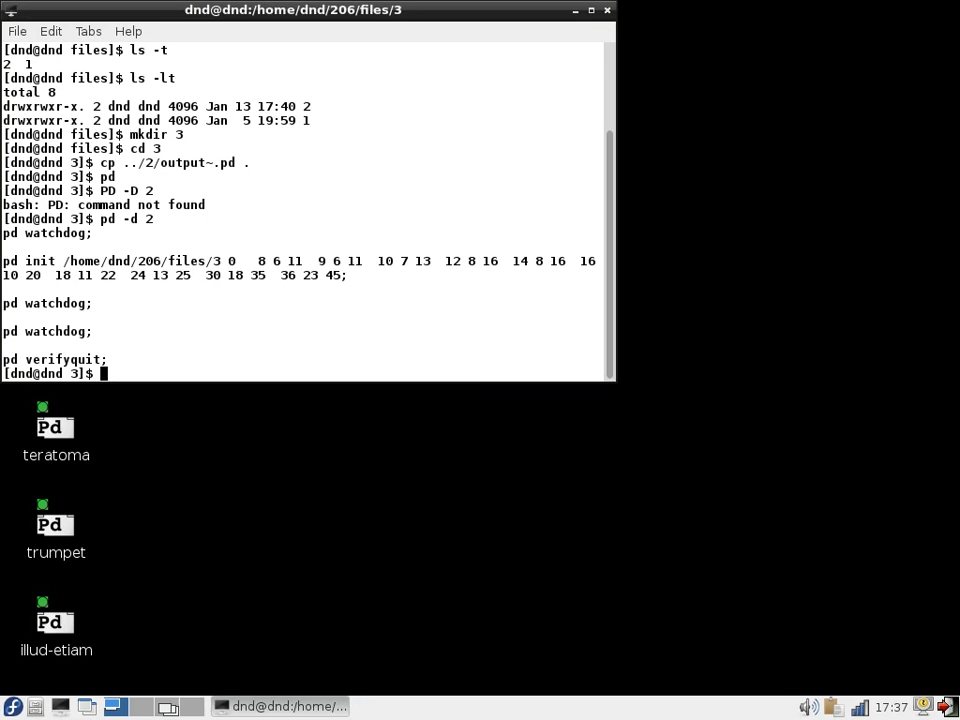 dnd@dnd:/home/dnd/206/files/3
File Edit Tabs Help
[dnd@dnd files]$ ls -t
2  1
[dnd@dnd files]$ ls -lt
total 8
drwxrwxr-x. 2 dnd dnd 4096 Jan 13 17:40 2
drwxrwxr-x. 2 dnd dnd 4096 Jan  5 19:59 1
[dnd@dnd files]$ mkdir 3
[dnd@dnd files]$ cd 3
[dnd@dnd 3]$ cp ../2/output~.pd .
[dnd@dnd 3]$ pd
[dnd@dnd 3]$ PD -D 2
bash: PD: command not found
[dnd@dnd 3]$ pd -d 2
pd watchdog;
pd init /home/dnd/206/files/3 0   8 6 11  9 6 11  10 7 13  12 8 16  14 8 16  16
10 20  18 11 22  24 13 25  30 18 35  36 23 45;
pd watchdog;
pd watchdog;
pd verifyquit;
[dnd@dnd 3]$
Pd
teratoma
Pd
trumpet
Pd
illud-etiam
dnd@dnd:/home/...
17:37